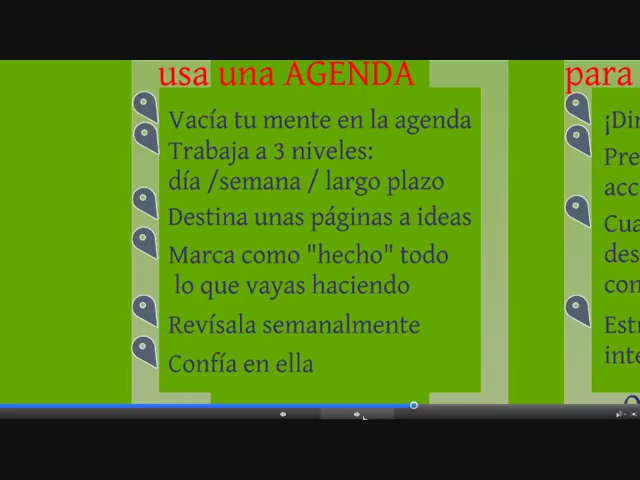 usa una AGENDA
Vacía tu mente en la agenda
Trabaja a 3 niveles:
día /semana / largo plazo
Destina unas páginas a ideas
Marca como "hecho" todo
lo que vayas haciendo
Revísala semanalmente
Confía en ella
para